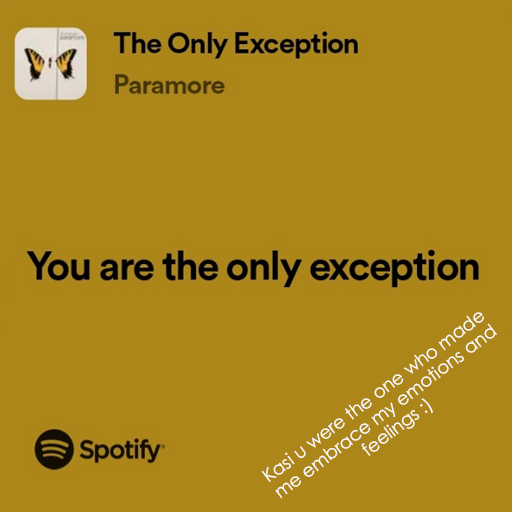 The Only Exception
Paramore
You are the only exception
Kasi u were the one who made
me embrace my emotions and
feelings :)
Spotify